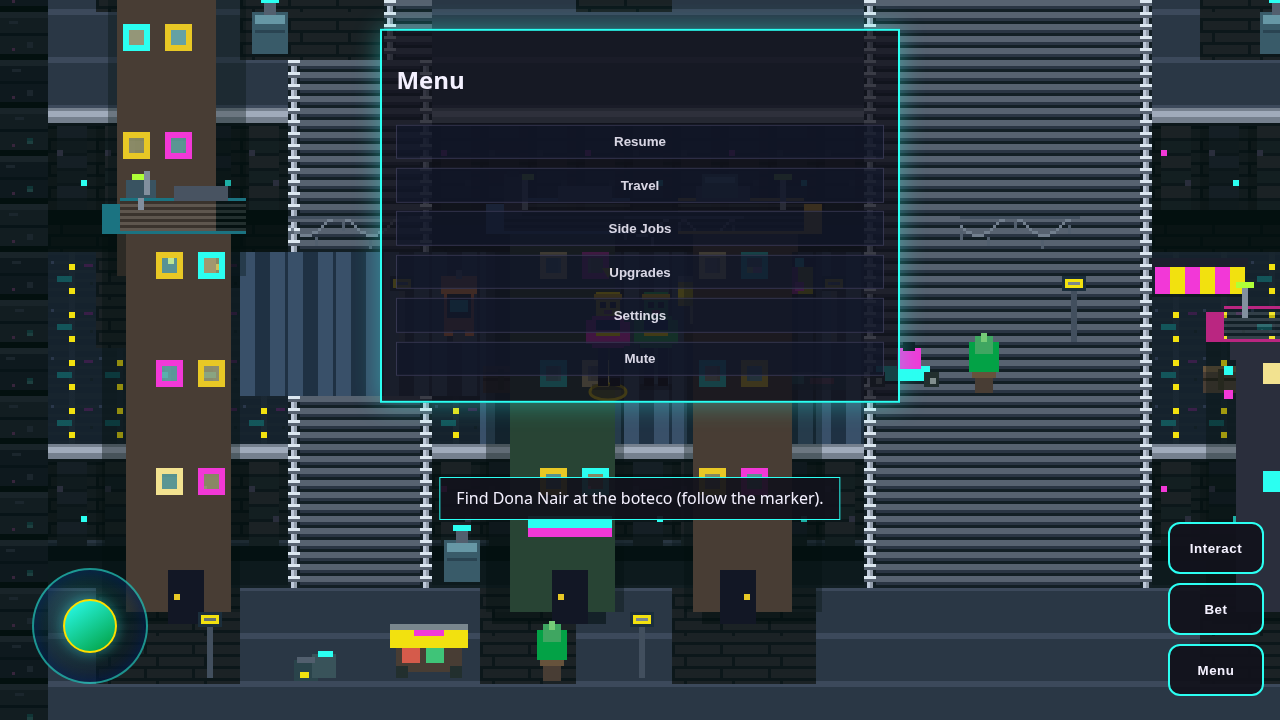 Menu
Resume
Travel
Side Jobs
Upgrades
Settings
Mute
Find Dona Nair at the boteco (follow the marker).
Interact
Bet
Menu